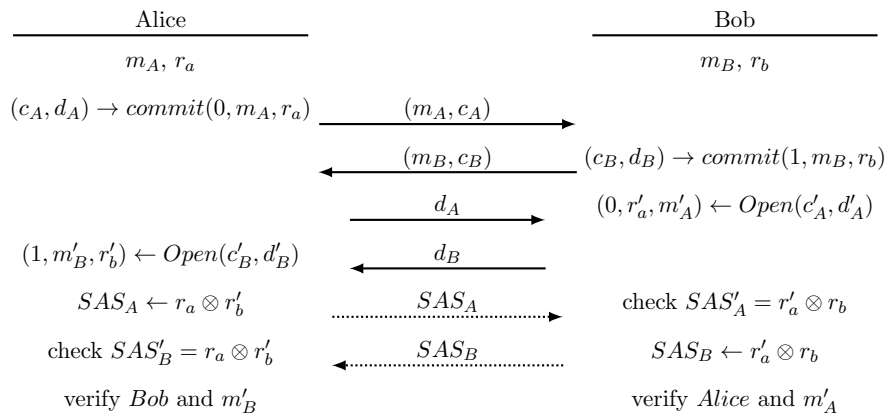 Alice Bob
m_A, r_a m_B, r_b
(c_A, d_A) → commit(0, m_A, r_a) (m_A, c_A)
(m_B, c_B) (c_B, d_B) → commit(1, m_B, r_b)
d_A (0, r'_a, m'_A) ← Open(c'_A, d'_A)
(1, m'_B, r'_b) ← Open(c'_B, d'_B) d_B
SAS_A ← r_a ⊗ r'_b SAS_A check SAS'_A = r'_a ⊗ r_b
check SAS'_B = r_a ⊗ r'_b SAS_B SAS_B ← r'_a ⊗ r_b
verify Bob and m'_B verify Alice and m'_A